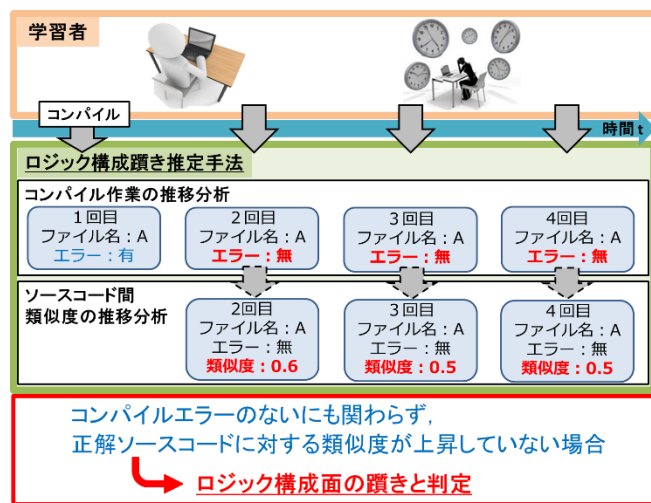 学習者
コンパイル
時間 t
ロジック構成躓き推定手法
コンパイル作業の推移分析
1回目
ファイル名：A
エラー：有
2回目
ファイル名：A
エラー：無
3回目
ファイル名：A
エラー：無
4回目
ファイル名：A
エラー：無
ソースコード間
類似度の推移分析
2回目
ファイル名：A
エラー：無
類似度：0.6
3回目
ファイル名：A
エラー：無
類似度：0.5
4回目
ファイル名：A
エラー：無
類似度：0.5
コンパイルエラーのないにも関わらず,
正解ソースコードに対する類似度が上昇していない場合
ロジック構成面の躓きと判定